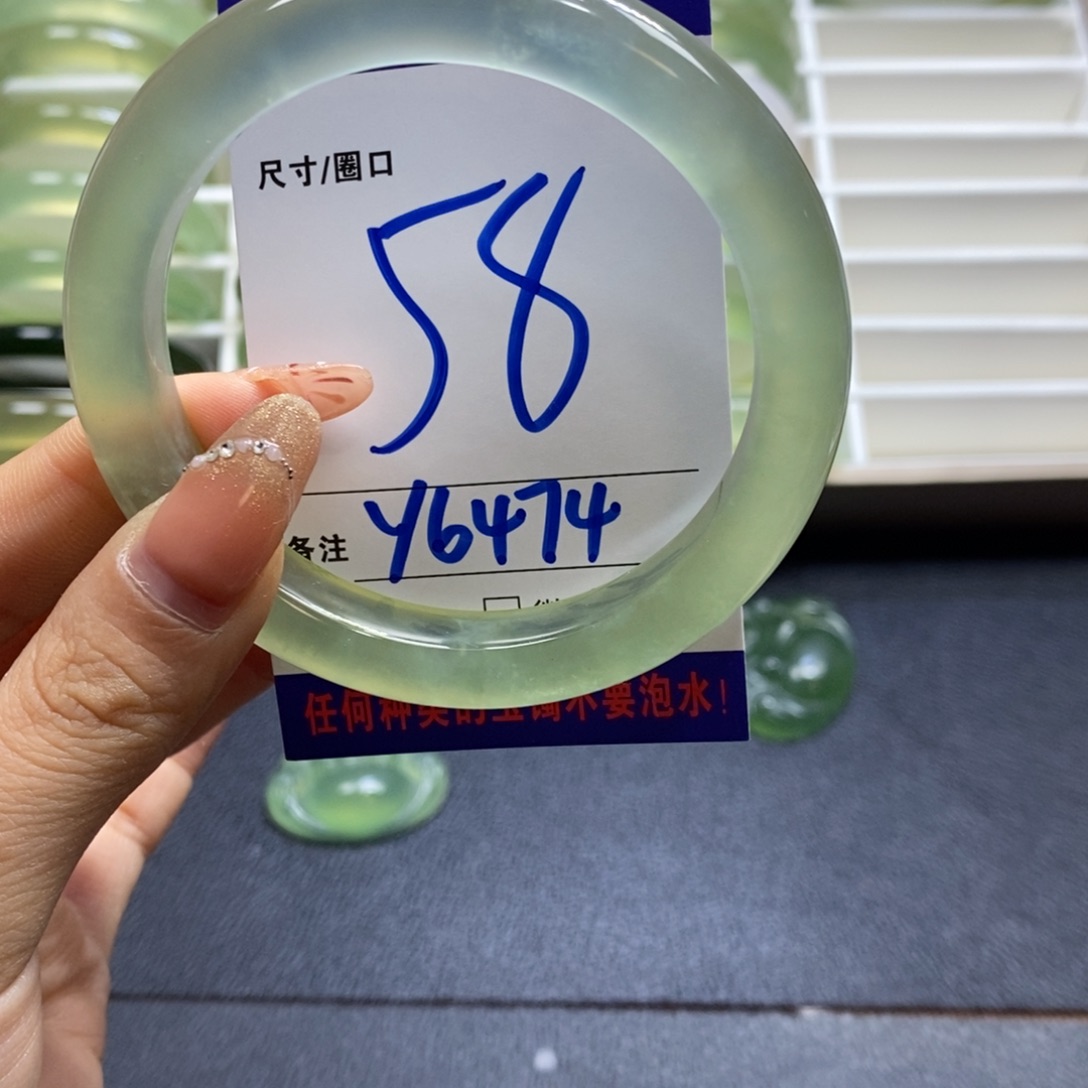 尺寸/圈口
58
备注 Y6474
任何种类的玉镯不要泡水!